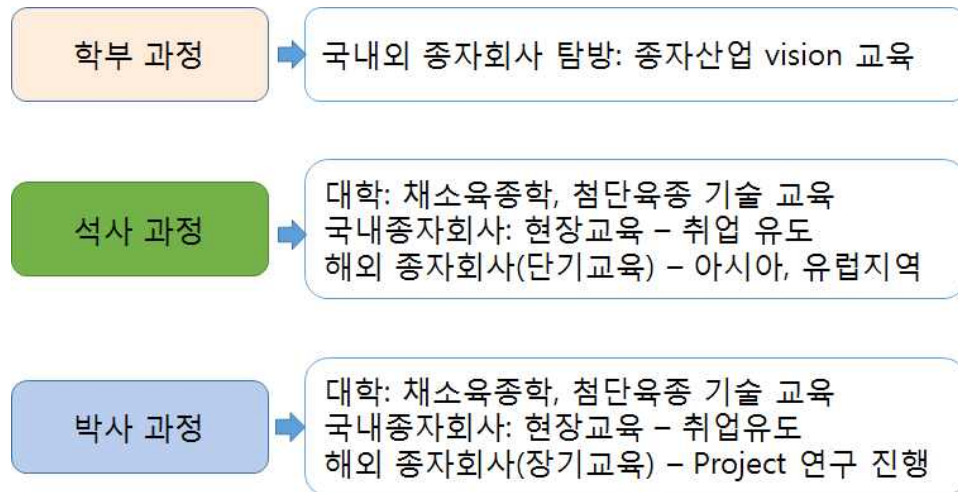 학부 과정
국내외 종자회사 탐방: 종자산업 vision 교육
석사 과정
대학: 채소육종학, 첨단육종 기술 교육
국내종자회사: 현장교육 – 취업 유도
해외 종자회사(단기교육) – 아시아, 유럽지역
박사 과정
대학: 채소육종학, 첨단육종 기술 교육
국내종자회사: 현장교육 – 취업유도
해외 종자회사(장기교육) – Project 연구 진행